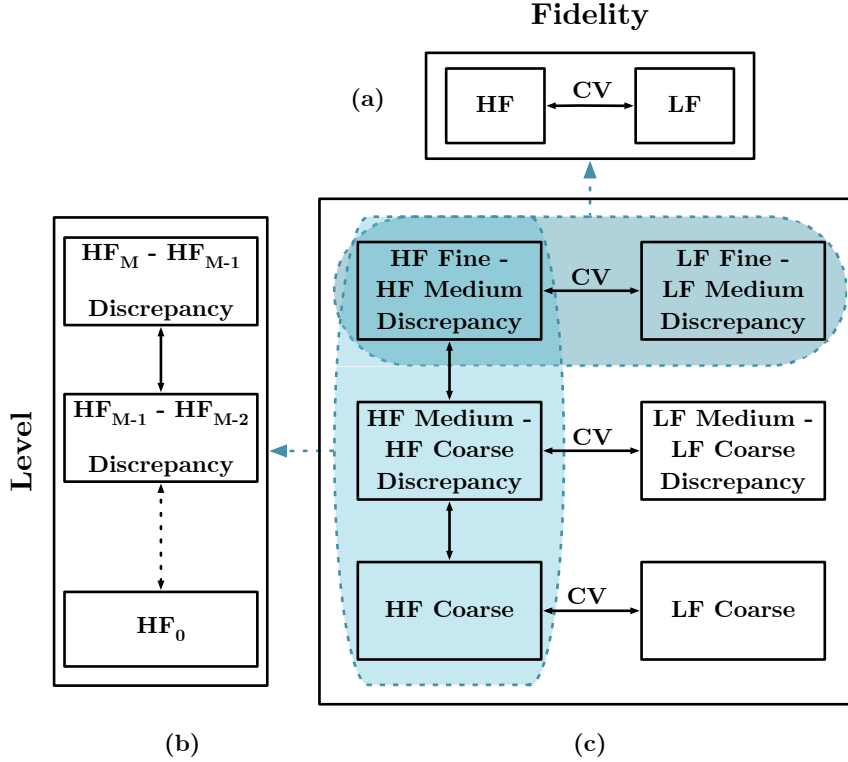 Fidelity
(a)
HF
CV
LF
Level
HF_M - HF_M-1
Discrepancy
HF_M-1 - HF_M-2
Discrepancy
HF_0
(b)
HF Fine -
HF Medium
Discrepancy
CV
LF Fine -
LF Medium
Discrepancy
HF Medium -
HF Coarse
Discrepancy
CV
LF Medium -
LF Coarse
Discrepancy
HF Coarse
CV
LF Coarse
(c)